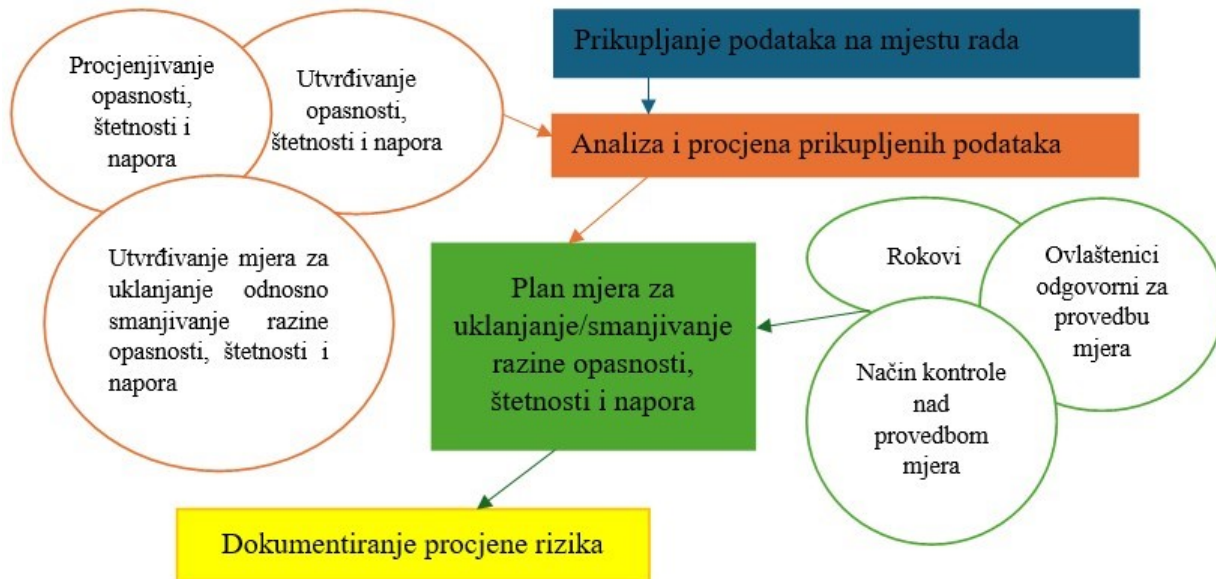 Prikupljanje podataka na mjestu rada
Procjenjivanje
opasnosti,
štetnosti i
napora
Utvrđivanje
opasnosti,
štetnosti i napora
Analiza i procjena prikupljenih podataka
Utvrđivanje mjera za
uklanjanje odnosno
smanjivanje razine
opasnosti, štetnosti i
napora
Plan mjera za
uklanjanje/smanjivanje
razine opasnosti,
štetnosti i napora
Rokovi
Ovlaštenici
odgovorni za
provedbu
mjera
Način kontrole
nad
provedbom
mjera
Dokumentiranje procjene rizika